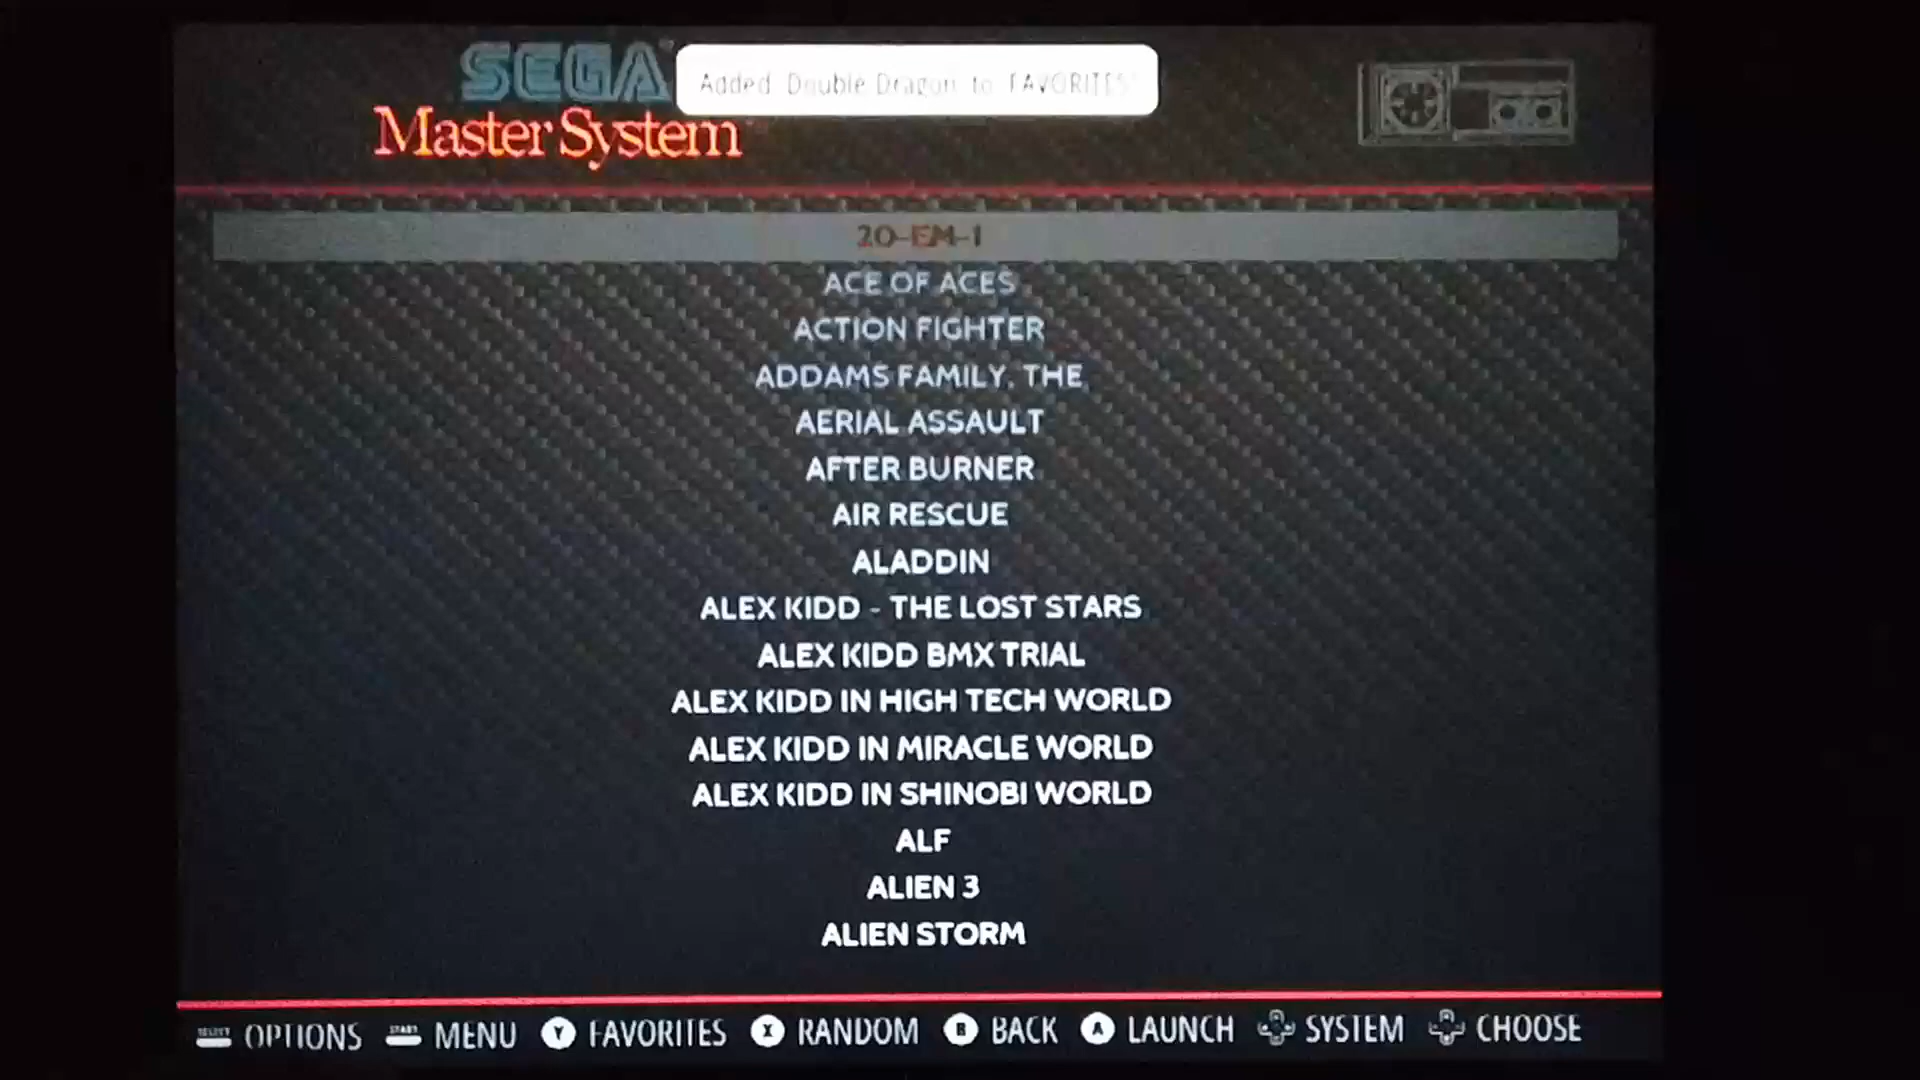 SEGA
Master System
Added 'Double Dragon' to 'FAVORITES'
20-EM-1
ACE OF ACES
ACTION FIGHTER
ADDAMS FAMILY, THE
AERIAL ASSAULT
AFTER BURNER
AIR RESCUE
ALADDIN
ALEX KIDD - THE LOST STARS
ALEX KIDD BMX TRIAL
ALEX KIDD IN HIGH TECH WORLD
ALEX KIDD IN MIRACLE WORLD
ALEX KIDD IN SHINOBI WORLD
ALF
ALIEN 3
ALIEN STORM
SELECT OPTIONS START MENU Y FAVORITES X RANDOM B BACK A LAUNCH SYSTEM CHOOSE